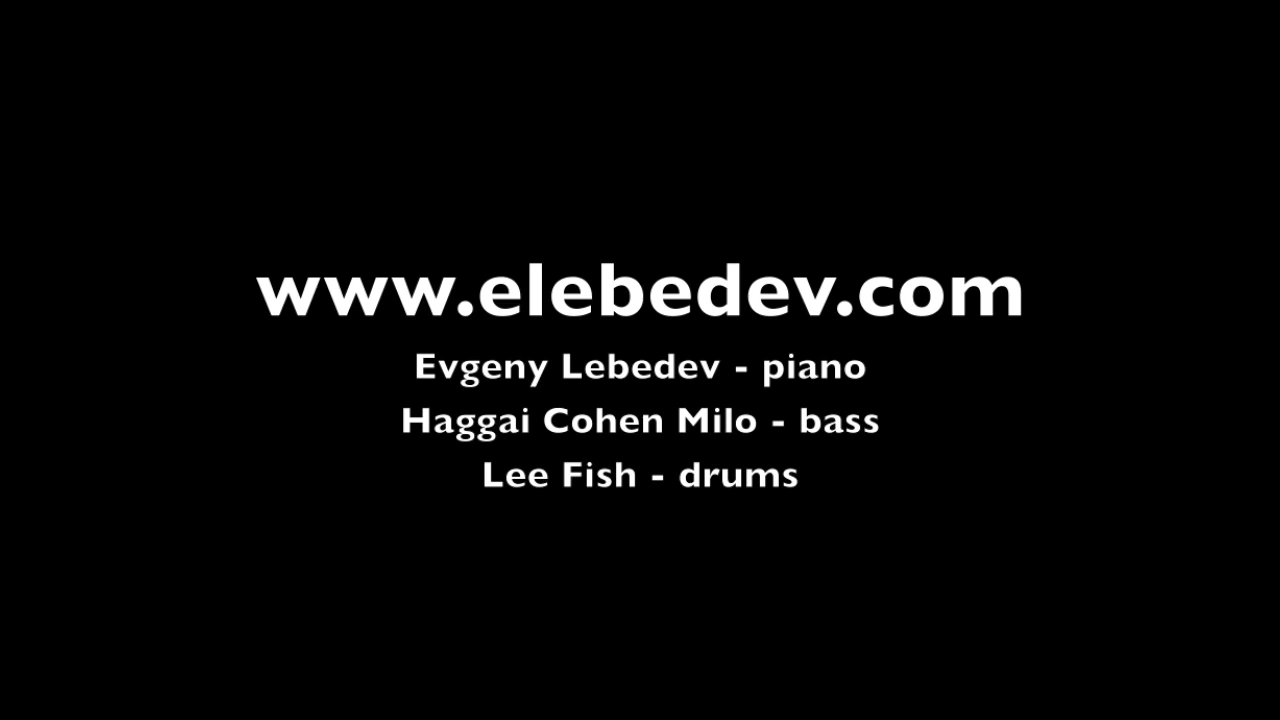 www.elebedev.com
Evgeny Lebedev - piano
Haggai Cohen Milo - bass
Lee Fish - drums